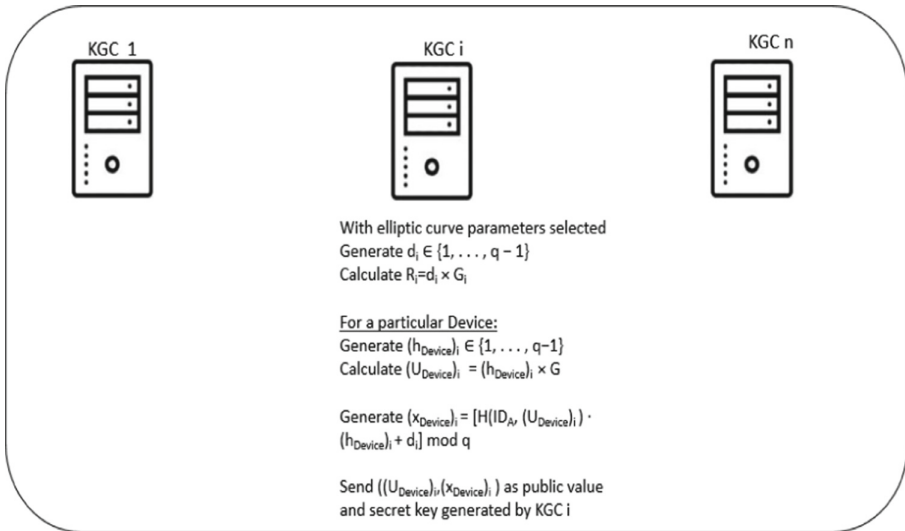 KGC 1
KGC i
KGC n
With elliptic curve parameters selected
Generate dᵢ ∈ {1, . . . , q − 1}
Calculate Rᵢ=dᵢ × Gᵢ
For a particular Device:
Generate (h_Device)ᵢ ∈ {1, . . . , q−1}
Calculate (U_Device)ᵢ = (h_Device)ᵢ × G
Generate (x_Device)ᵢ = [H(ID_A, (U_Device)ᵢ ) ·
(h_Device)ᵢ + dᵢ] mod q
Send ((U_Device)ᵢ,(x_Device)ᵢ ) as public value
and secret key generated by KGC i